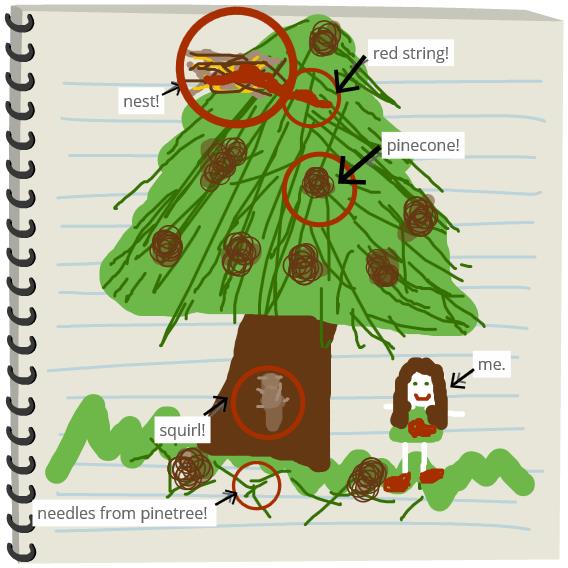 red string!
nest!
pinecone!
me.
squirl!
needles from pinetree!